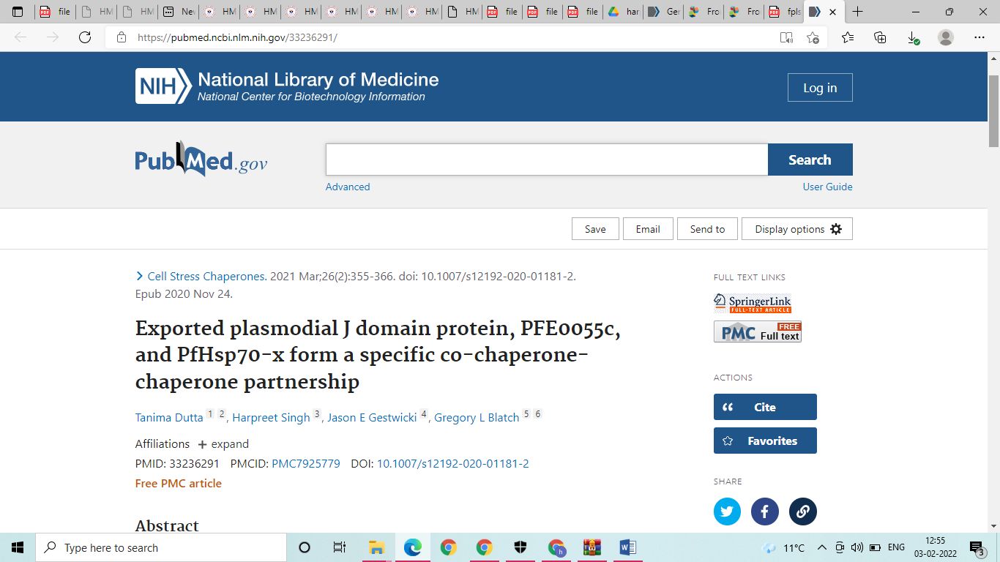 file
HM
HM
Nev
HM
HM
HM
HM
HM
HM
HM
file
file
file
har
Ger
Fro
Fro
fpls
https://pubmed.ncbi.nlm.nih.gov/33236291/
NIH
National Library of Medicine
National Center for Biotechnology Information
Log in
PubMed.gov
Search
Advanced
User Guide
Save
Email
Send to
Display options
Cell Stress Chaperones. 2021 Mar;26(2):355-366. doi: 10.1007/s12192-020-01181-2.
Epub 2020 Nov 24.
Exported plasmodial J domain protein, PFE0055c,
and PfHsp70-x form a specific co-chaperone-
chaperone partnership
Tanima Dutta 1 2, Harpreet Singh 3, Jason E Gestwicki 4, Gregory L Blatch 5 6
Affiliations + expand
PMID: 33236291 PMCID: PMC7925779 DOI: 10.1007/s12192-020-01181-2
Free PMC article
Abstract
FULL TEXT LINKS
SpringerLink
FULL-TEXT ARTICLE
PMC FREE
Full text
ACTIONS
Cite
Favorites
SHARE
Type here to search
11°C
ENG
12:55
03-02-2022
3